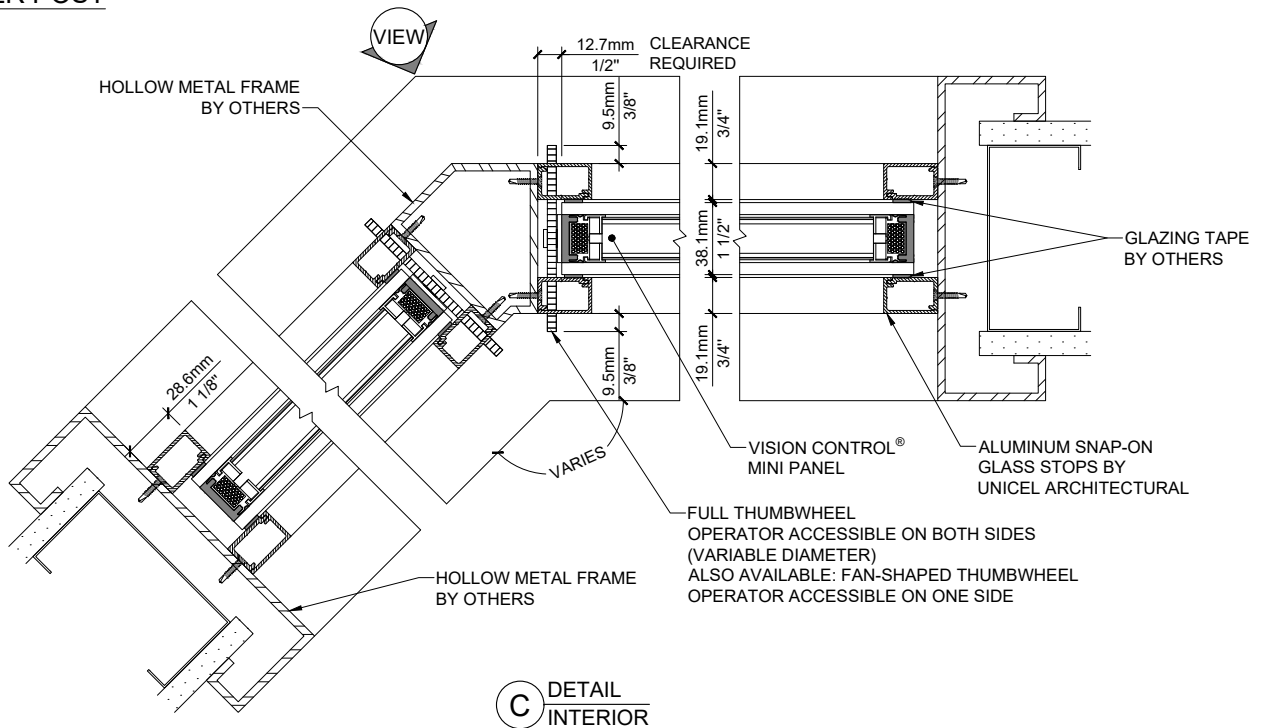 VIEW
12.7mm
1/2"
CLEARANCE
REQUIRED
HOLLOW METAL FRAME
BY OTHERS
9.5mm
3/8"
19.1mm
3/4"
38.1mm
1 1/2"
GLAZING TAPE
BY OTHERS
9.5mm
3/8"
19.1mm
3/4"
28.6mm
1 1/8"
VARIES
VISION CONTROL®
MINI PANEL
ALUMINUM SNAP-ON
GLASS STOPS BY
UNICEL ARCHITECTURAL
FULL THUMBWHEEL
OPERATOR ACCESSIBLE ON BOTH SIDES
(VARIABLE DIAMETER)
ALSO AVAILABLE: FAN-SHAPED THUMBWHEEL
OPERATOR ACCESSIBLE ON ONE SIDE
HOLLOW METAL FRAME
BY OTHERS
C
DETAIL
INTERIOR